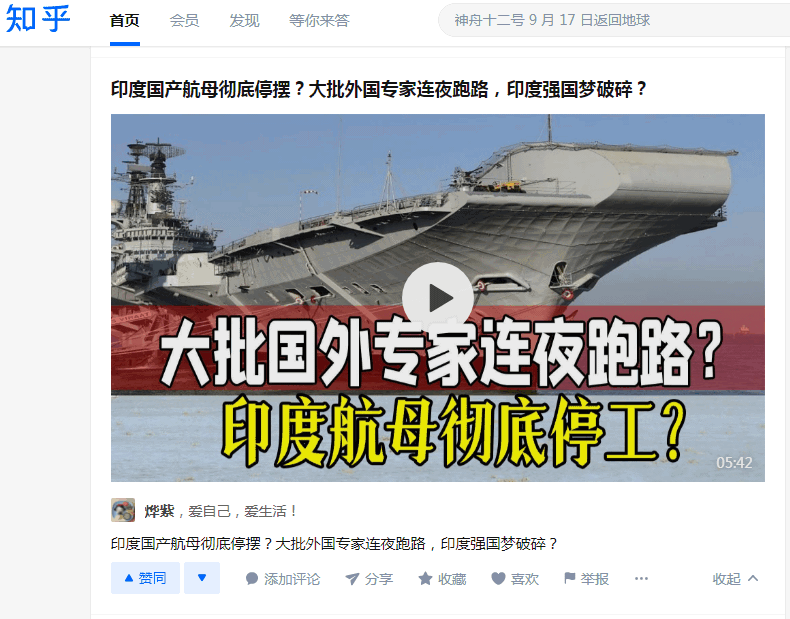 知乎
首页 会员 发现 等你来答 神舟十二号 9 月 17 日返回地球
印度国产航母彻底停摆？大批外国专家连夜跑路，印度强国梦破碎？
大批国外专家连夜跑路？
印度航母彻底停工？
05:42
烨紫，爱自己，爱生活！
印度国产航母彻底停摆？大批外国专家连夜跑路，印度强国梦破碎？
赞同 添加评论 分享 收藏 喜欢 举报 ··· 收起